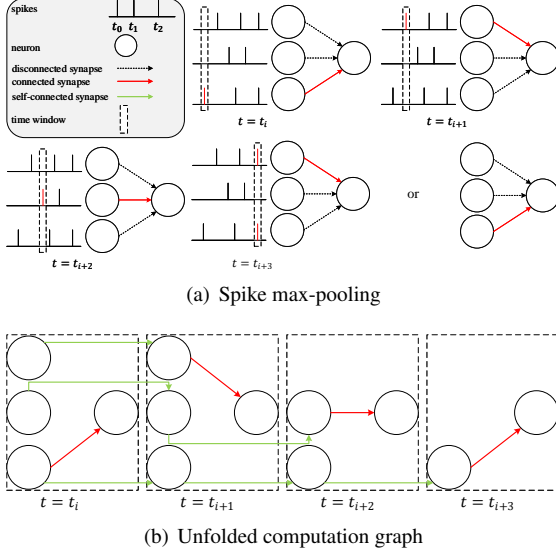 spikes
t₀ t₁ t₂
neuron
disconnected synapse
connected synapse
self-connected synapse
time window
t = tᵢ
t = tᵢ₊₁
t = tᵢ₊₂
t = tᵢ₊₃
or
(a) Spike max-pooling
t = tᵢ
t = tᵢ₊₁
t = tᵢ₊₂
t = tᵢ₊₃
(b) Unfolded computation graph